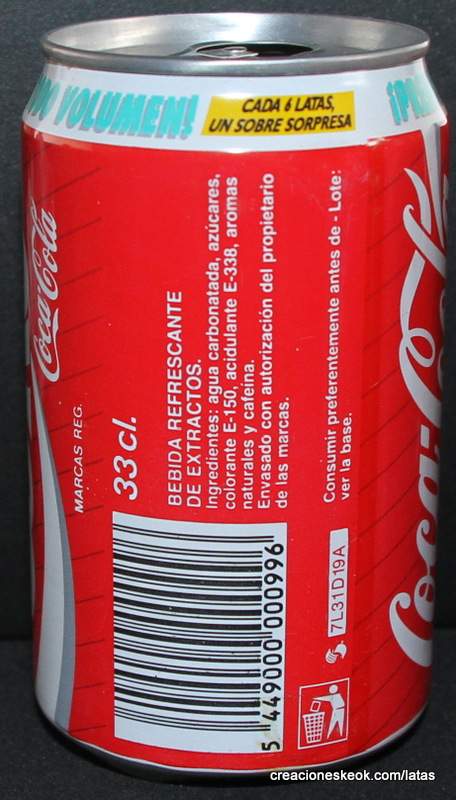 VOLUMEN!
CADA 6 LATAS,
UN SOBRE SORPRESA
¡P
Coca-Cola
MARCAS REG.
33 cl.
BEBIDA REFRESCANTE
DE EXTRACTOS.
Ingredientes: agua carbonatada, azúcares,
colorante E-150, acidulante E-338, aromas
naturales y cafeína.
Envasado con autorización del propietario
de las marcas.
Consumir preferentemente antes de - Lote:
ver la base.
5 449000 000996
7L31D19A
Coca-Co
creacioneskeok.com/latas